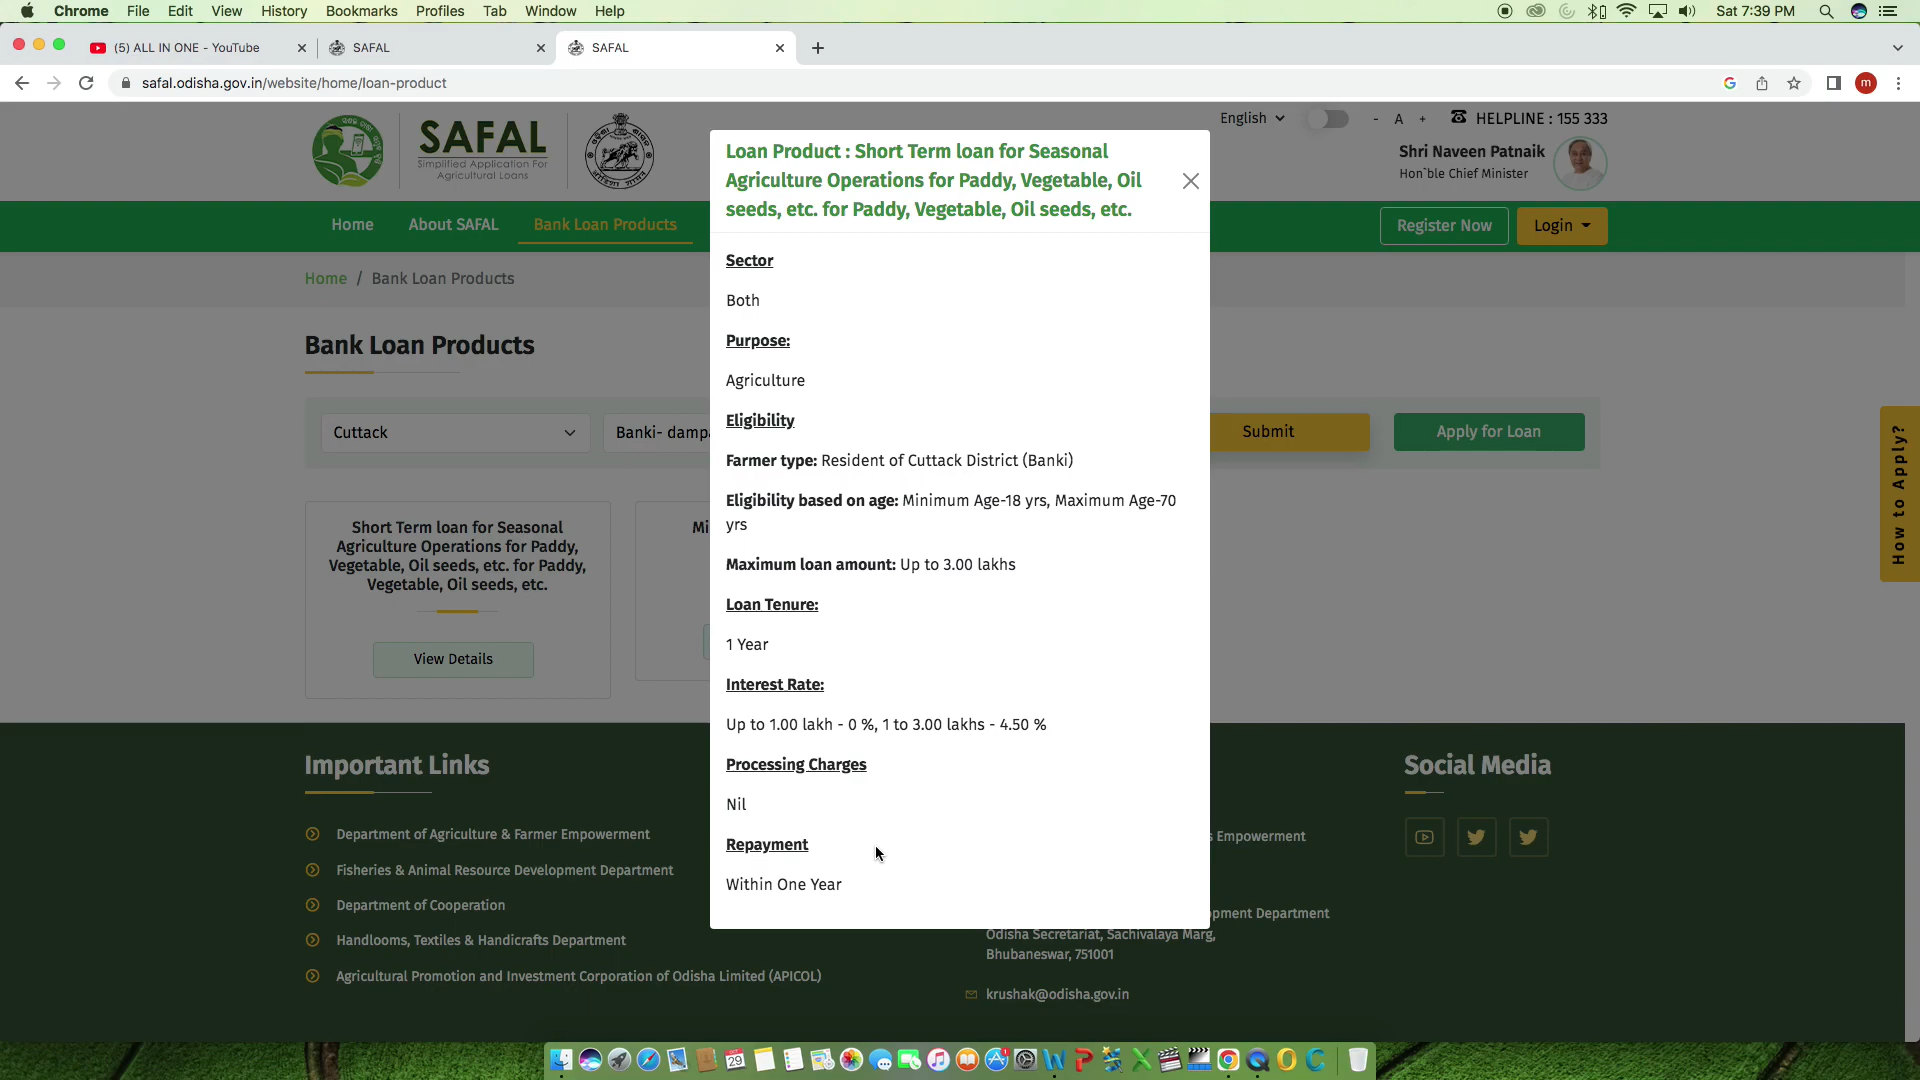 Chrome File Edit View History Bookmarks Profiles Tab Window Help Sat 7:39 PM
(5) ALL IN ONE - YouTube SAFAL SAFAL
safal.odisha.gov.in/website/home/loan-product
SAFAL
Simplified Application For
Agricultural Loans
English - A + HELPLINE : 155 333
Shri Naveen Patnaik
Hon`ble Chief Minister
Home About SAFAL Bank Loan Products Register Now Login
Home / Bank Loan Products
Bank Loan Products
Cuttack Banki- damp Submit Apply for Loan
How to Apply?
Short Term loan for Seasonal
Agriculture Operations for Paddy,
Vegetable, Oil seeds, etc. for Paddy,
Vegetable, Oil seeds, etc.
View Details
Mi
Loan Product : Short Term loan for Seasonal
Agriculture Operations for Paddy, Vegetable, Oil
seeds, etc. for Paddy, Vegetable, Oil seeds, etc.
Sector
Both
Purpose:
Agriculture
Eligibility
Farmer type: Resident of Cuttack District (Banki)
Eligibility based on age: Minimum Age-18 yrs, Maximum Age-70
yrs
Maximum loan amount: Up to 3.00 lakhs
Loan Tenure:
1 Year
Interest Rate:
Up to 1.00 lakh - 0 %, 1 to 3.00 lakhs - 4.50 %
Processing Charges
Nil
Repayment
Within One Year
Important Links
Department of Agriculture & Farmer Empowerment
Fisheries & Animal Resource Development Department
Department of Cooperation
Handlooms, Textiles & Handicrafts Department
Agricultural Promotion and Investment Corporation of Odisha Limited (APICOL)
s Empowerment
opment Department
Odisha Secretariat, Sachivalaya Marg,
Bhubaneswar, 751001
krushak@odisha.gov.in
Social Media